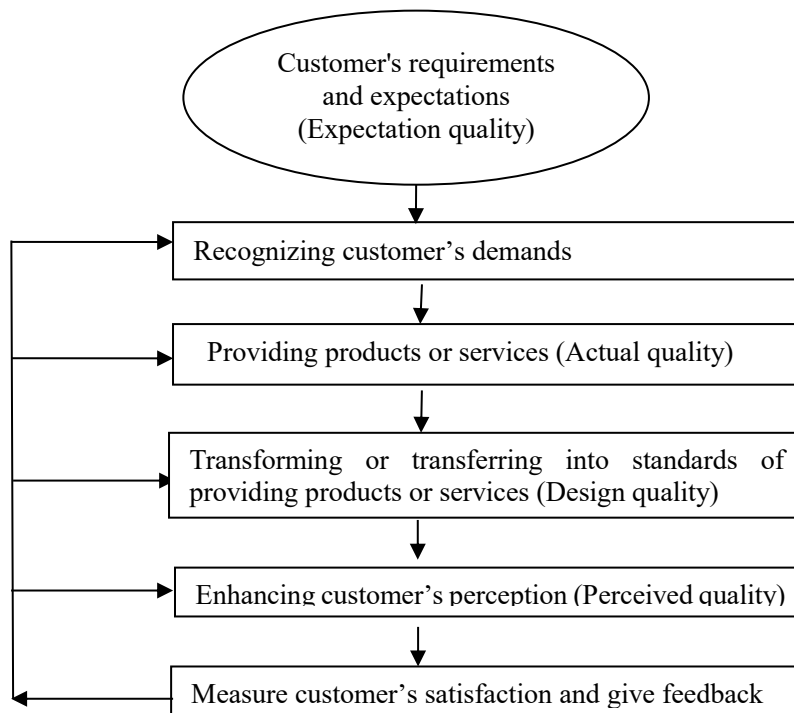 Customer's requirements
and expectations
(Expectation quality)
Recognizing customer’s demands
Providing products or services (Actual quality)
Transforming or transferring into standards of
providing products or services (Design quality)
Enhancing customer’s perception (Perceived quality)
Measure customer’s satisfaction and give feedback